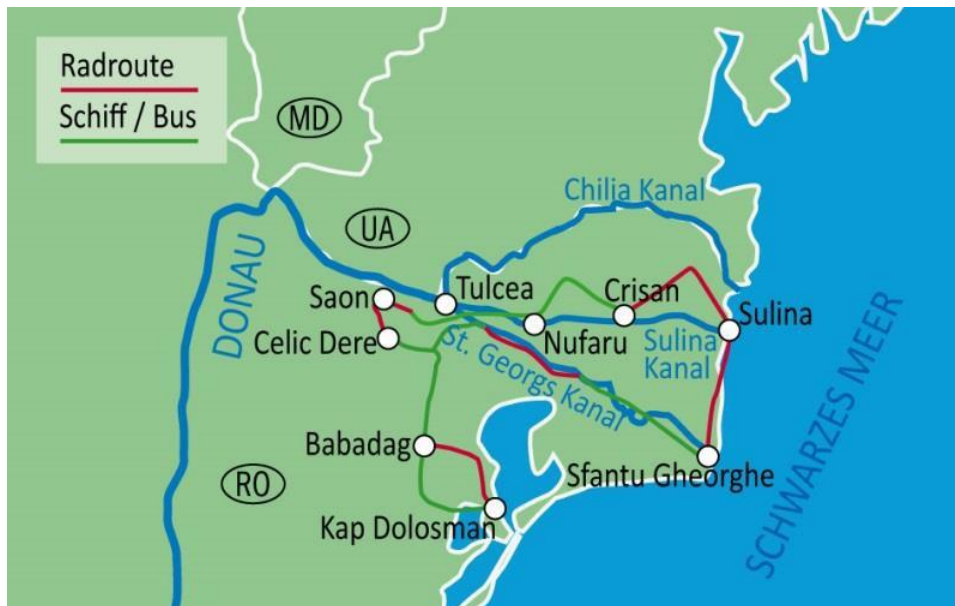 Radroute
Schiff / Bus
MD
UA
RO
DONAU
Chilia Kanal
Saon
Tulcea
Crisan
Sulina
Celic Dere
Nufaru
Sulina
Kanal
St. Georgs Kanal
Babadag
Sfantu Gheorghe
Kap Dolosman
SCHWARZES MEER